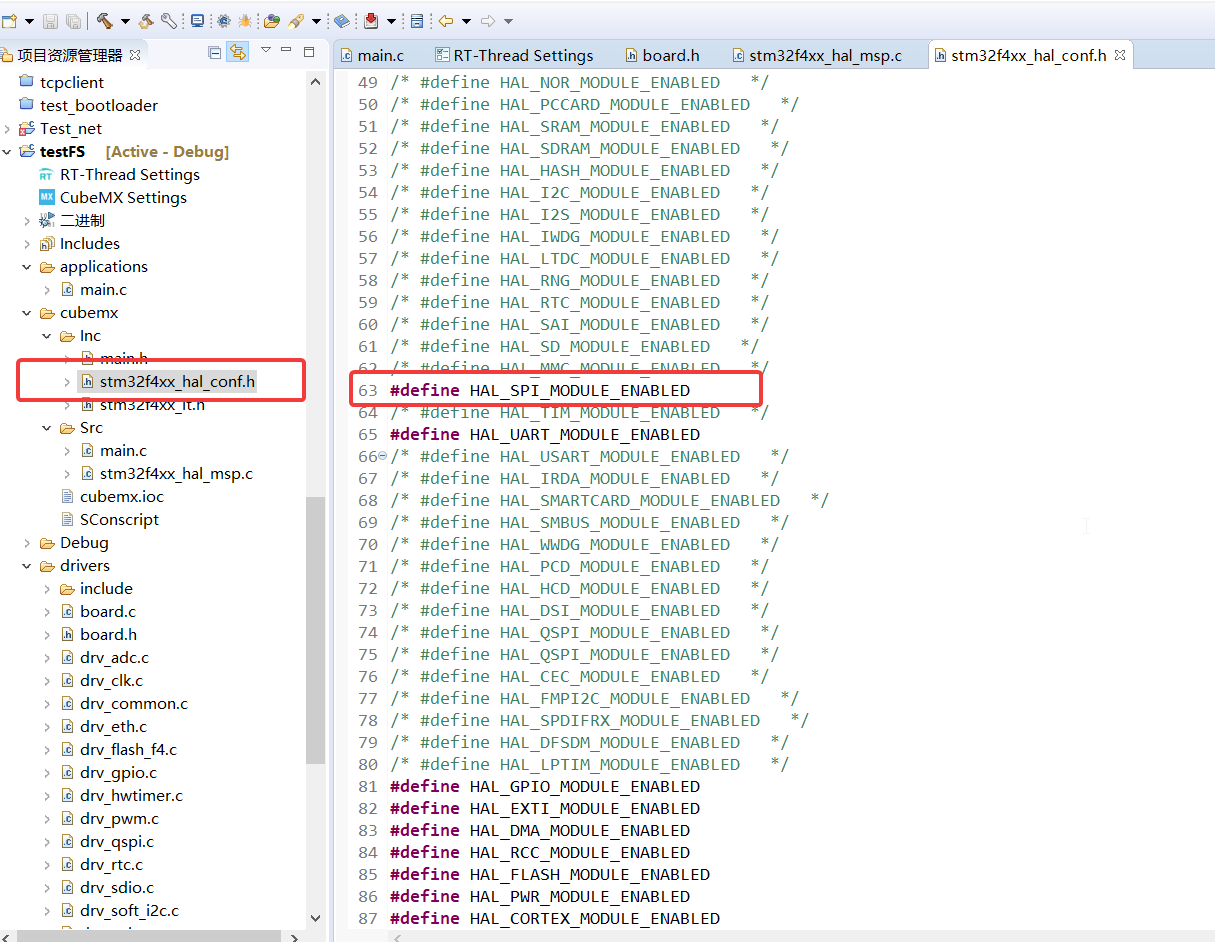 项目资源管理器
tcpclient
test_bootloader
Test_net
testFS [Active - Debug]
RT RT-Thread Settings
MX CubeMX Settings
二进制
Includes
applications
main.c
cubemx
Inc
main.h
stm32f4xx_hal_conf.h
stm32f4xx_it.h
Src
main.c
stm32f4xx_hal_msp.c
cubemx.ioc
SConscript
Debug
drivers
include
board.c
board.h
drv_adc.c
drv_clk.c
drv_common.c
drv_eth.c
drv_flash_f4.c
drv_gpio.c
drv_hwtimer.c
drv_pwm.c
drv_qspi.c
drv_rtc.c
drv_sdio.c
drv_soft_i2c.c
main.c RT-Thread Settings board.h stm32f4xx_hal_msp.c stm32f4xx_hal_conf.h
49 /* #define HAL_NOR_MODULE_ENABLED */
50 /* #define HAL_PCCARD_MODULE_ENABLED */
51 /* #define HAL_SRAM_MODULE_ENABLED */
52 /* #define HAL_SDRAM_MODULE_ENABLED */
53 /* #define HAL_HASH_MODULE_ENABLED */
54 /* #define HAL_I2C_MODULE_ENABLED */
55 /* #define HAL_I2S_MODULE_ENABLED */
56 /* #define HAL_IWDG_MODULE_ENABLED */
57 /* #define HAL_LTDC_MODULE_ENABLED */
58 /* #define HAL_RNG_MODULE_ENABLED */
59 /* #define HAL_RTC_MODULE_ENABLED */
60 /* #define HAL_SAI_MODULE_ENABLED */
61 /* #define HAL_SD_MODULE_ENABLED */
62 /* #define HAL_MMC_MODULE_ENABLED */
63 #define HAL_SPI_MODULE_ENABLED
64 /* #define HAL_TIM_MODULE_ENABLED */
65 #define HAL_UART_MODULE_ENABLED
66 /* #define HAL_USART_MODULE_ENABLED */
67 /* #define HAL_IRDA_MODULE_ENABLED */
68 /* #define HAL_SMARTCARD_MODULE_ENABLED */
69 /* #define HAL_SMBUS_MODULE_ENABLED */
70 /* #define HAL_WWDG_MODULE_ENABLED */
71 /* #define HAL_PCD_MODULE_ENABLED */
72 /* #define HAL_HCD_MODULE_ENABLED */
73 /* #define HAL_DSI_MODULE_ENABLED */
74 /* #define HAL_QSPI_MODULE_ENABLED */
75 /* #define HAL_QSPI_MODULE_ENABLED */
76 /* #define HAL_CEC_MODULE_ENABLED */
77 /* #define HAL_FMPI2C_MODULE_ENABLED */
78 /* #define HAL_SPDIFRX_MODULE_ENABLED */
79 /* #define HAL_DFSDM_MODULE_ENABLED */
80 /* #define HAL_LPTIM_MODULE_ENABLED */
81 #define HAL_GPIO_MODULE_ENABLED
82 #define HAL_EXTI_MODULE_ENABLED
83 #define HAL_DMA_MODULE_ENABLED
84 #define HAL_RCC_MODULE_ENABLED
85 #define HAL_FLASH_MODULE_ENABLED
86 #define HAL_PWR_MODULE_ENABLED
87 #define HAL_CORTEX_MODULE_ENABLED